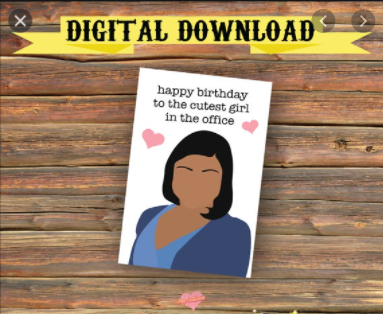 DIGITAL DOWNLOAD
happy birthday
to the cutest girl
in the office